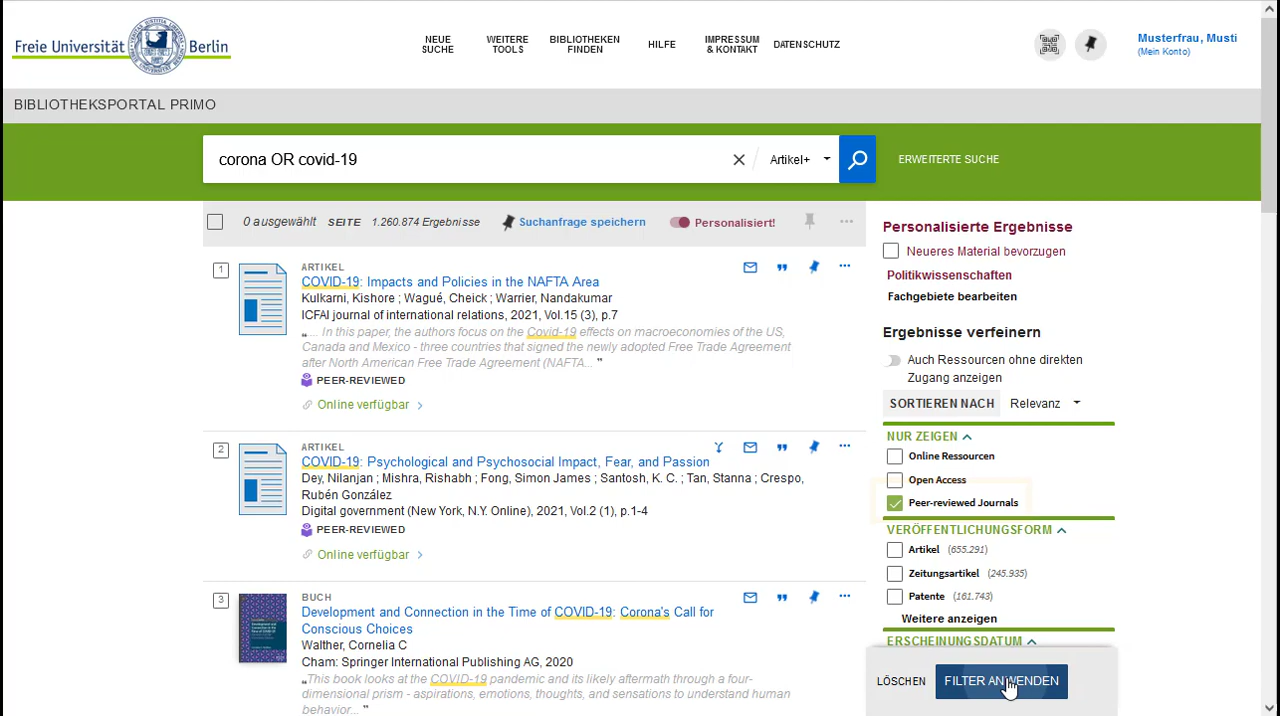 Freie Universität Berlin
NEUE SUCHE
WEITERE TOOLS
BIBLIOTHEKEN FINDEN
HILFE
IMPRESSUM & KONTAKT
DATENSCHUTZ
Musterfrau, Musti
(Mein Konto)
BIBLIOTHEKSPORTAL PRIMO
corona OR covid-19
Artikel+
ERWEITERTE SUCHE
0 ausgewählt SEITE 1.260.874 Ergebnisse Suchanfrage speichern Personalisiert!
1
ARTIKEL
COVID-19: Impacts and Policies in the NAFTA Area
Kulkarni, Kishore ; Wagué, Cheick ; Warrier, Nandakumar
ICFAI journal of international relations, 2021, Vol.15 (3), p.7
„... In this paper, the authors focus on the Covid-19 effects on macroeconomies of the US,
Canada and Mexico - three countries that signed the newly adopted Free Trade Agreement
after North American Free Trade Agreement (NAFTA... ”
PEER-REVIEWED
Online verfügbar
2
ARTIKEL
COVID-19: Psychological and Psychosocial Impact, Fear, and Passion
Dey, Nilanjan ; Mishra, Rishabh ; Fong, Simon James ; Santosh, K. C. ; Tan, Stanna ; Crespo,
Rubén González
Digital government (New York, N.Y. Online), 2021, Vol.2 (1), p.1-4
PEER-REVIEWED
Online verfügbar
3
BUCH
Development and Connection in the Time of COVID-19: Corona's Call for
Conscious Choices
Walther, Cornelia C
Cham: Springer International Publishing AG, 2020
„This book looks at the COVID-19 pandemic and its likely aftermath through a four-
dimensional prism - aspirations, emotions, thoughts, and sensations to understand human
behavior... ”
Personalisierte Ergebnisse
Neueres Material bevorzugen
Politikwissenschaften
Fachgebiete bearbeiten
Ergebnisse verfeinern
Auch Ressourcen ohne direkten
Zugang anzeigen
SORTIEREN NACH Relevanz
NUR ZEIGEN
Online Ressourcen
Open Access
Peer-reviewed Journals
VERÖFFENTLICHUNGSFORM
Artikel (655.291)
Zeitungsartikel (245.935)
Patente (161.743)
Weitere anzeigen
ERSCHEINUNGSDATUM
LÖSCHEN FILTER ANWENDEN